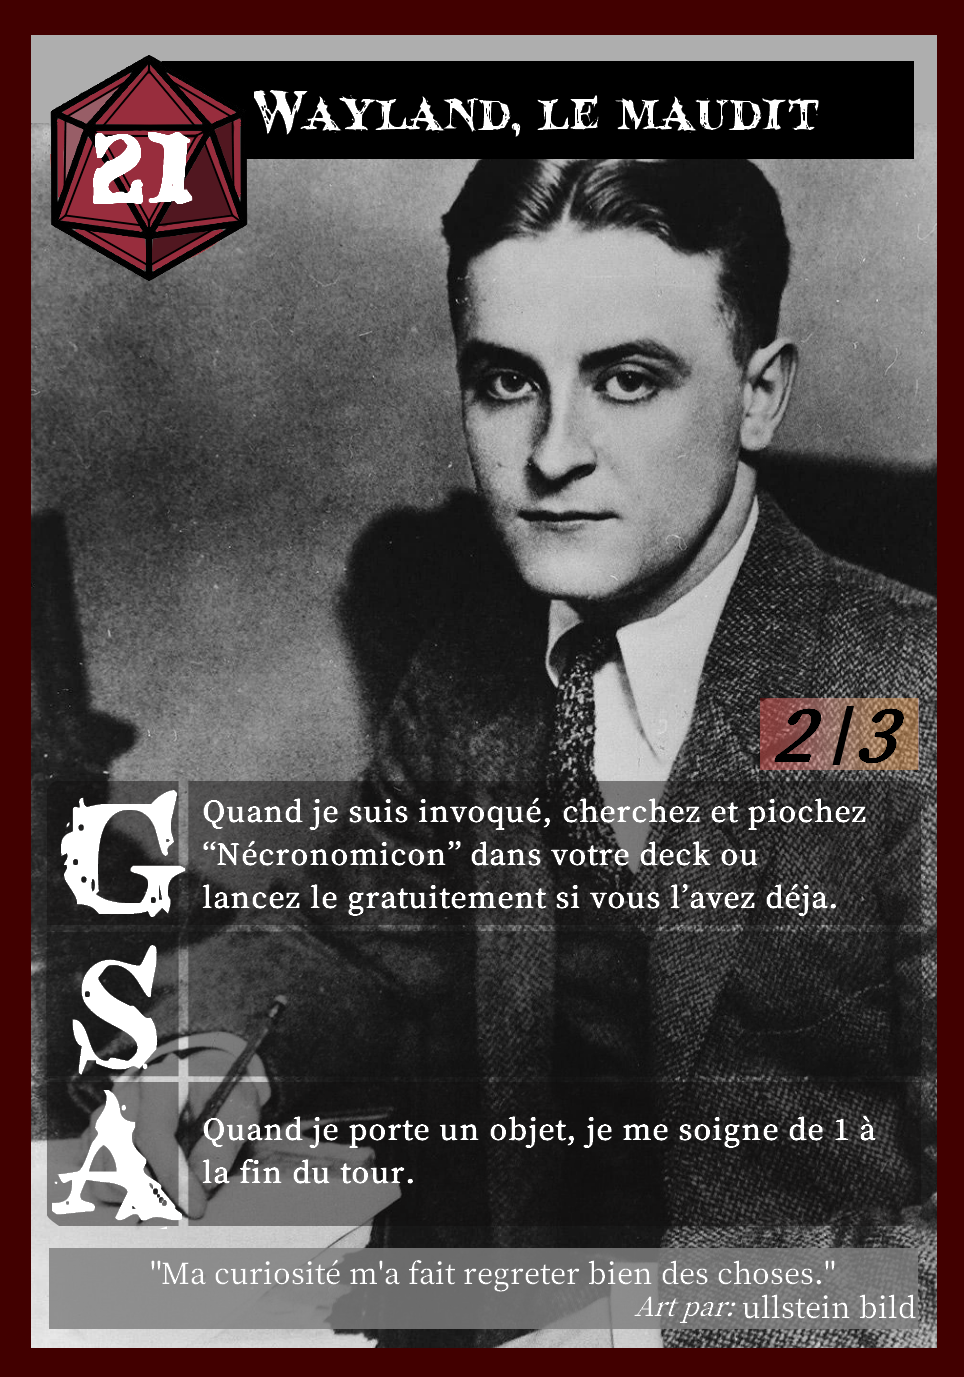 21
Wayland, le maudit
2/3
G
Quand je suis invoqué, cherchez et piochez
“Nécronomicon” dans votre deck ou
lancez le gratuitement si vous l’avez déja.
S
A
Quand je porte un objet, je me soigne de 1 à
la fin du tour.
"Ma curiosité m'a fait regreter bien des choses."
Art par: ullstein bild